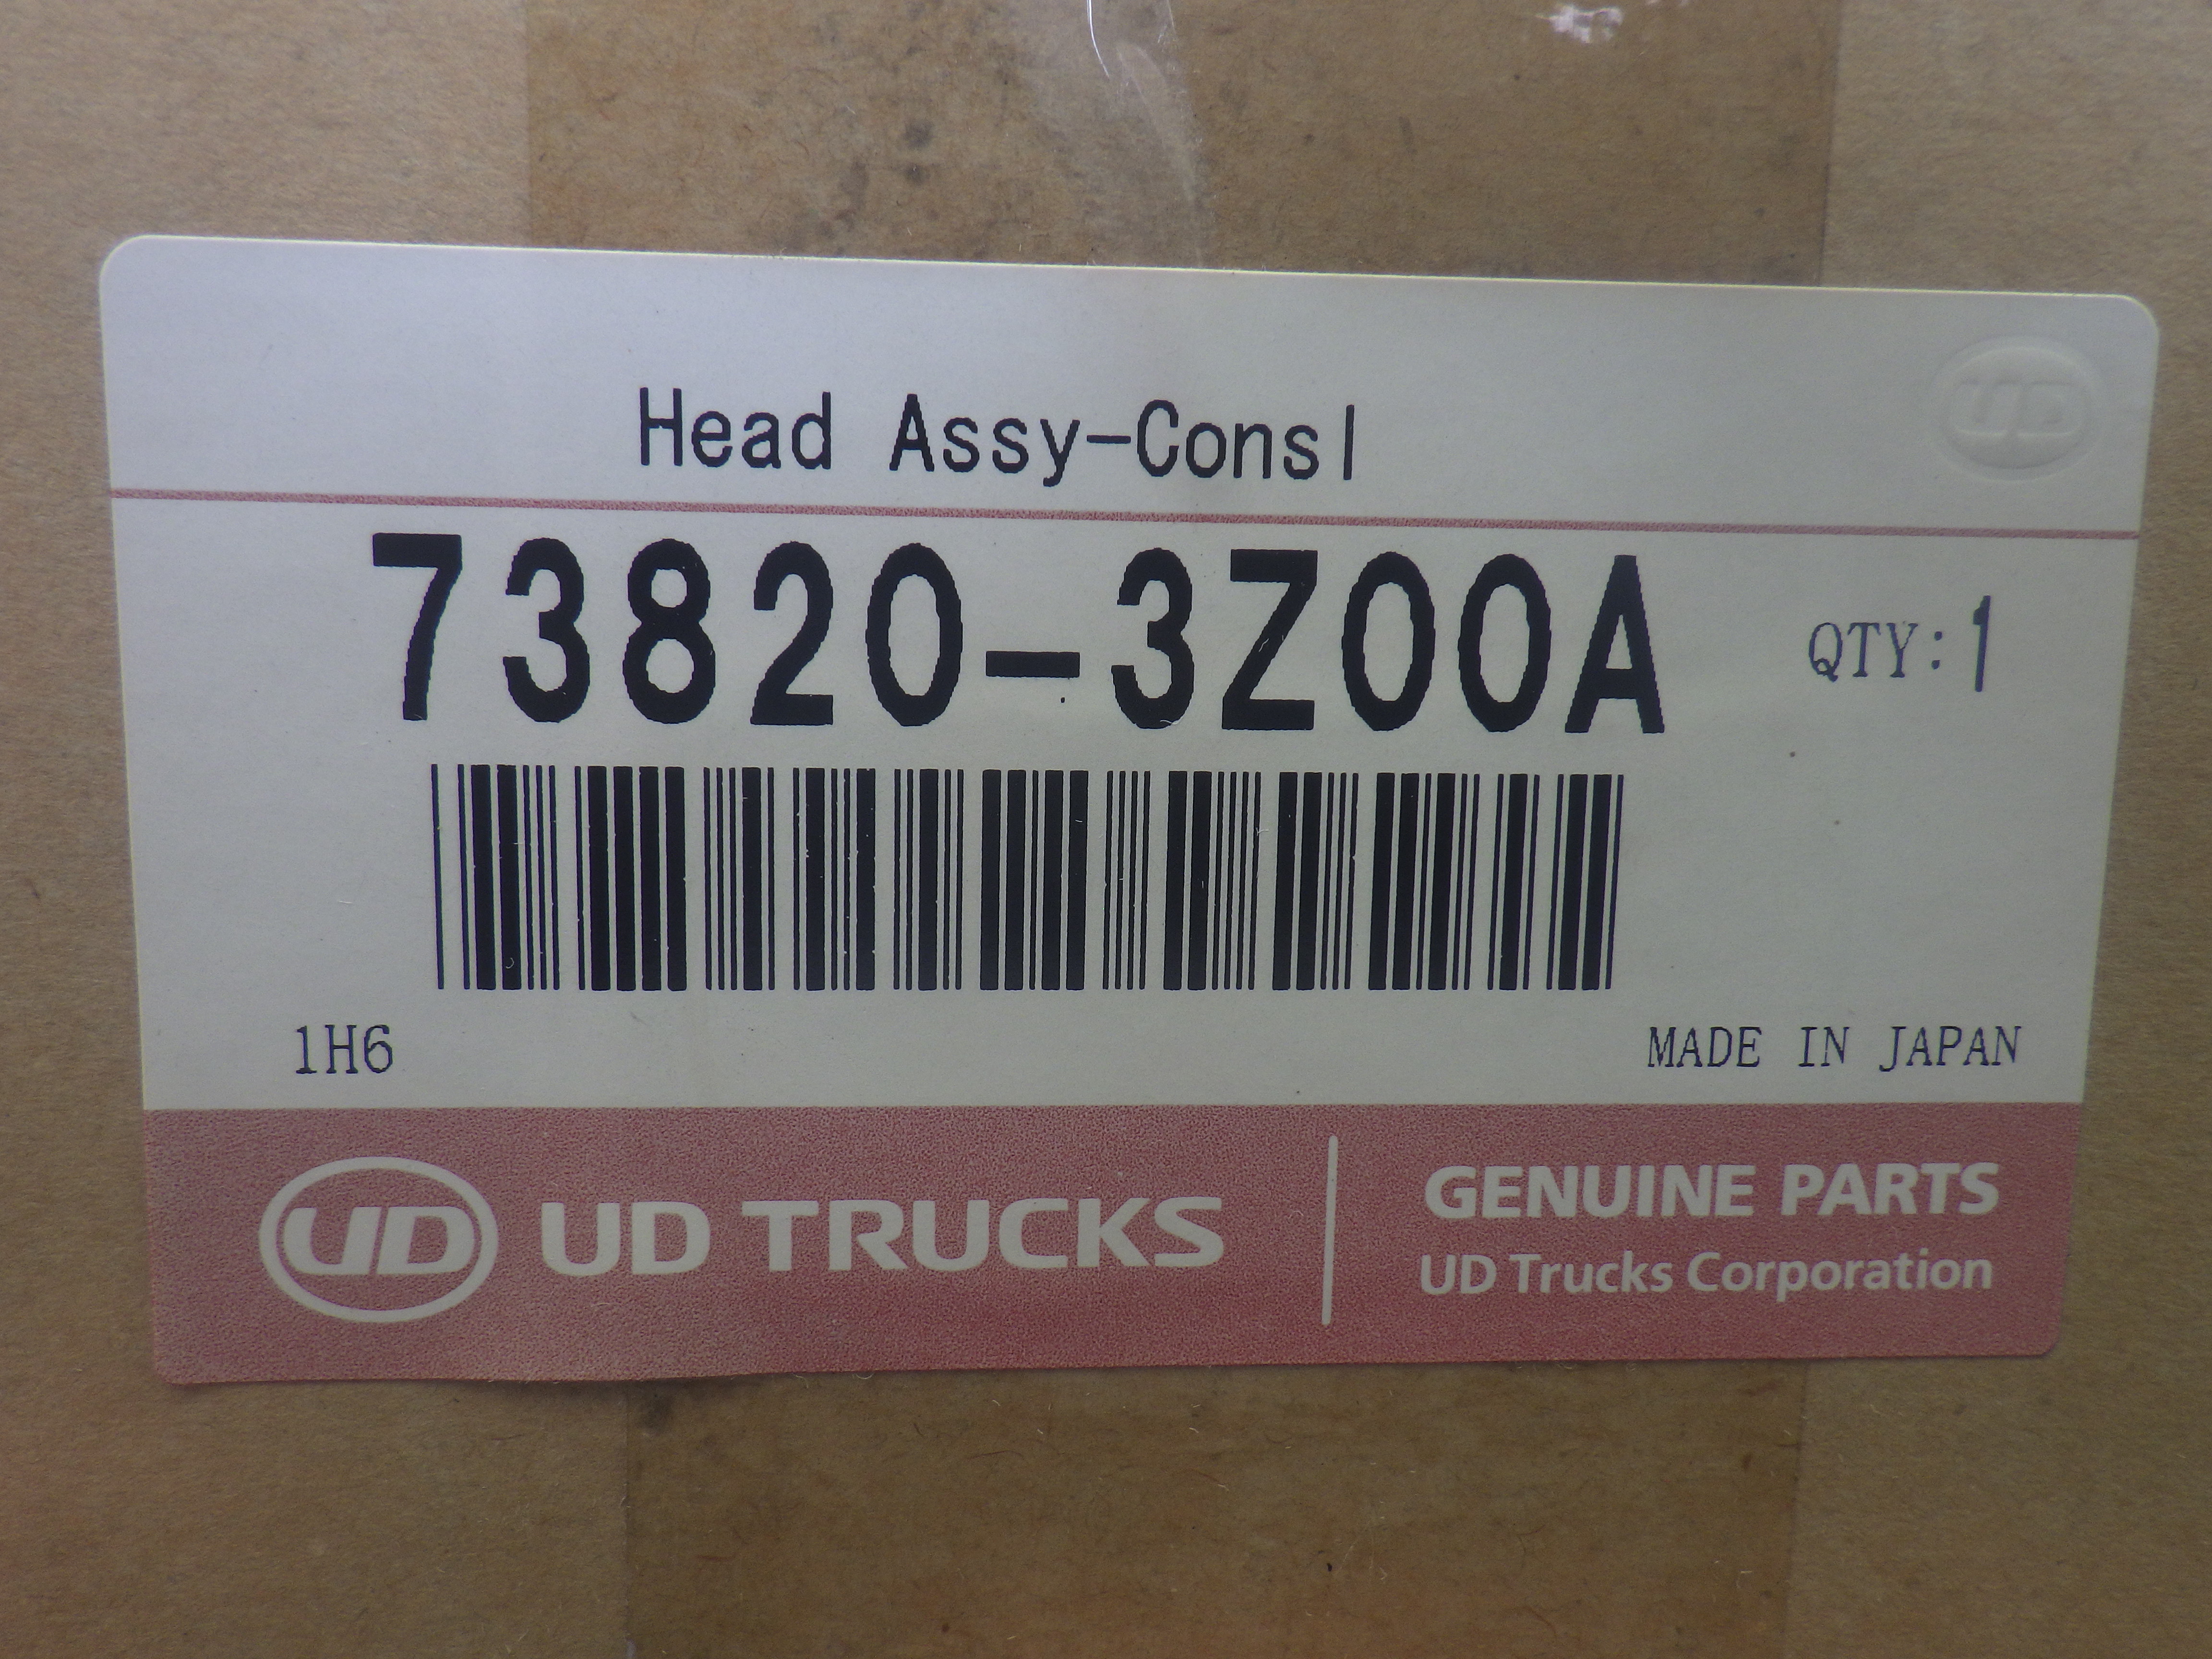 Head Assy-Consl
UD
73820-3Z00A
QTY:1
1H6
MADE IN JAPAN
UD UD TRUCKS
GENUINE PARTS
UD Trucks Corporation